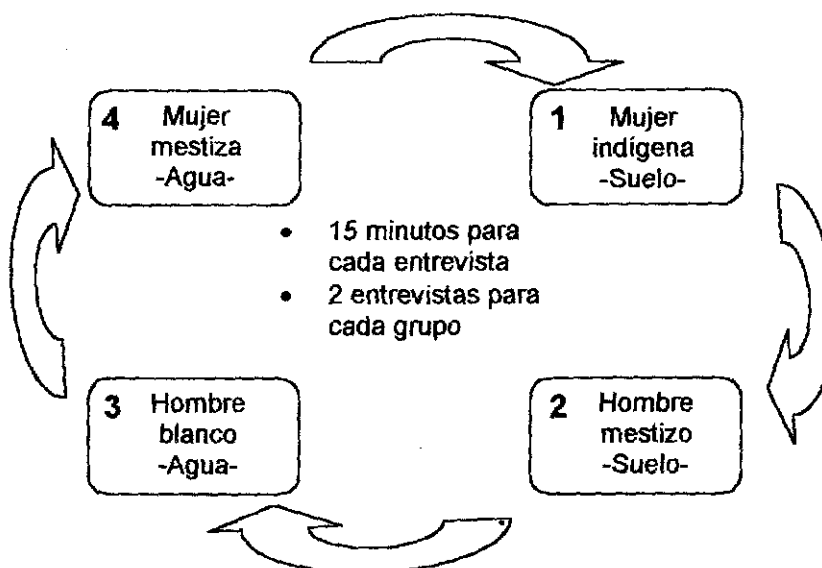 4 Mujer
mestiza
-Agua-
1 Mujer
indígena
-Suelo-
• 15 minutos para
cada entrevista
• 2 entrevistas para
cada grupo
3 Hombre
blanco
-Agua-
2 Hombre
mestizo
-Suelo-